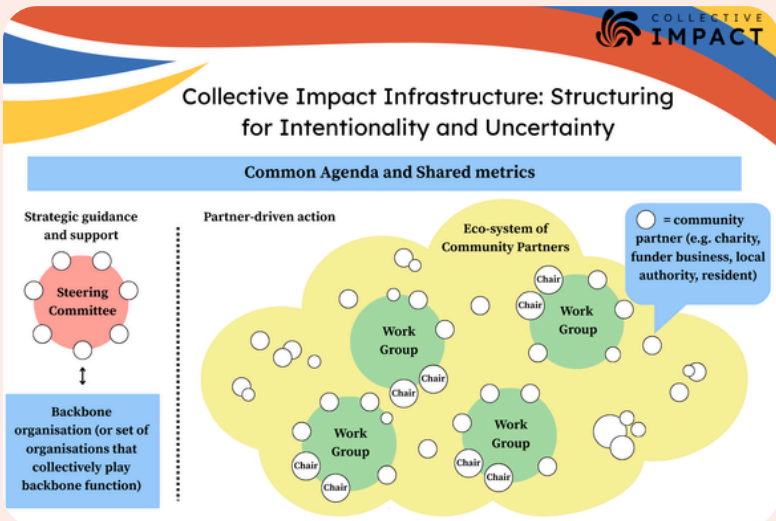 COLLECTIVE
IMPACT
Collective Impact Infrastructure: Structuring
for Intentionality and Uncertainty
Common Agenda and Shared metrics
Strategic guidance
and support
Steering
Committee
Backbone
organisation (or set of
organisations that
collectively play
backbone function)
Partner-driven action
Eco-system of
Community Partners
= community
partner (e.g. charity,
funder business, local
authority, resident)
Chair
Chair
Work
Group
Work
Group
Chair
Chair
Work
Group
Chair
Chair
Work
Group
Chair
Chair